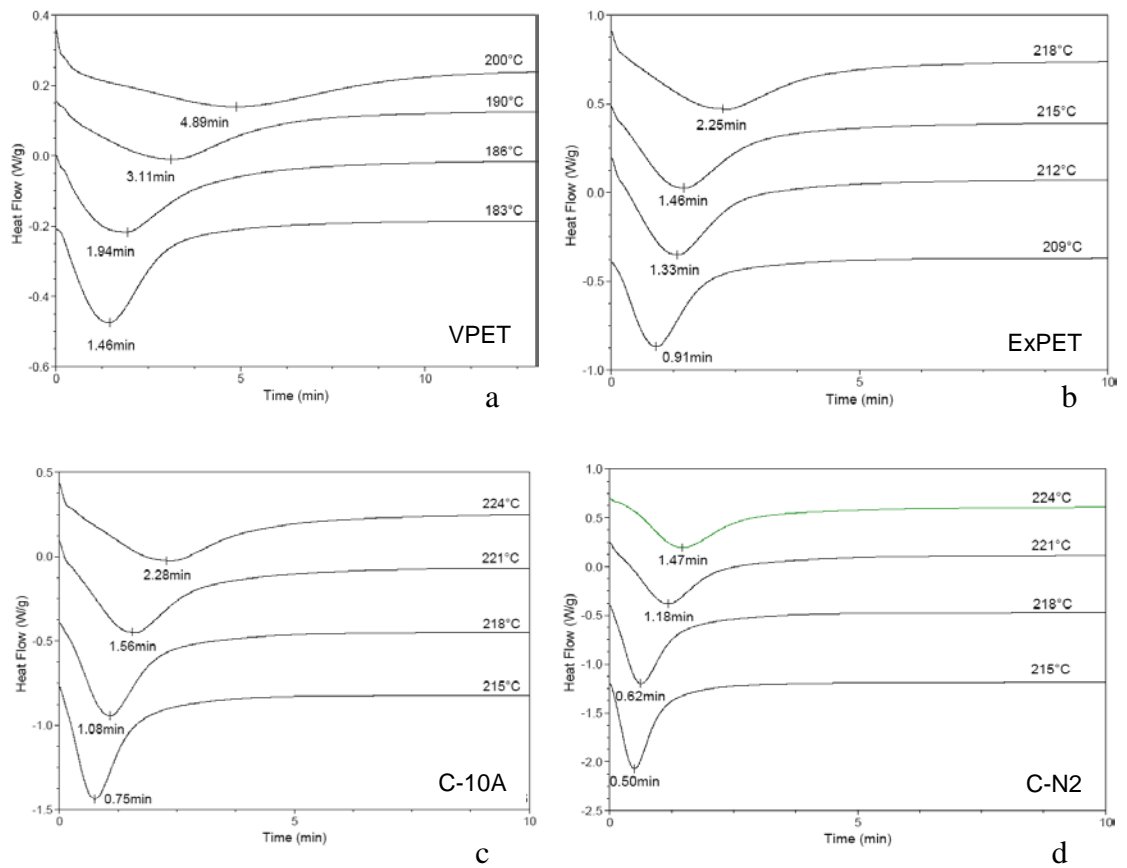 0.4
0.2
0.0
-0.2
-0.4
-0.6
Heat Flow (W/g)
200°C
4.89min
190°C
3.11min
186°C
1.94min
183°C
1.46min
VPET
0 5 10
Time (min)
a
1.0
0.5
0.0
-0.5
-1.0
Heat Flow (W/g)
218°C
2.25min
215°C
1.46min
212°C
1.33min
209°C
0.91min
ExPET
0 5 10
Time (min)
b
0.5
0.0
-0.5
-1.0
-1.5
Heat Flow (W/g)
224°C
2.28min
221°C
1.56min
218°C
1.08min
215°C
0.75min
C-10A
0 5 10
Time (min)
c
1.0
0.5
0.0
-0.5
-1.0
-1.5
-2.0
-2.5
Heat Flow (W/g)
224°C
1.47min
221°C
1.18min
218°C
0.62min
215°C
0.50min
C-N2
0 5 10
Time (min)
d